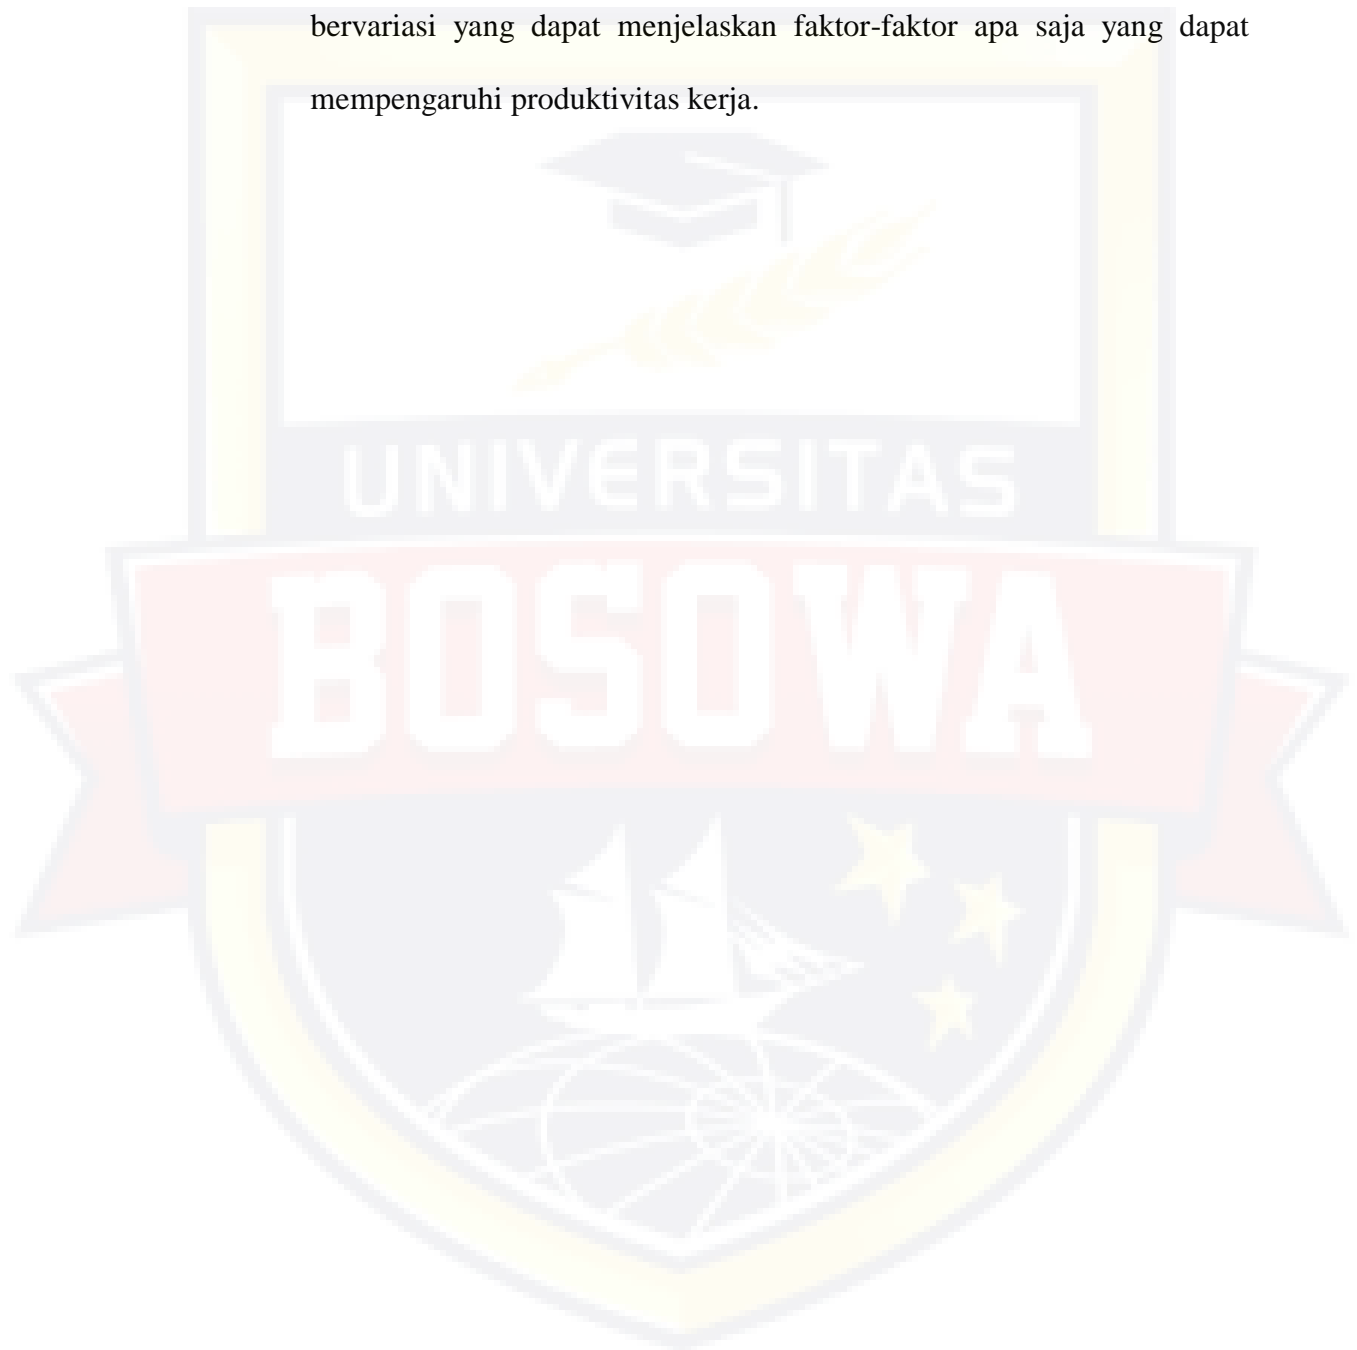 bervariasi yang dapat menjelaskan faktor-faktor apa saja yang dapat
mempengaruhi produktivitas kerja.
UNIVERSITAS
BOSOWA